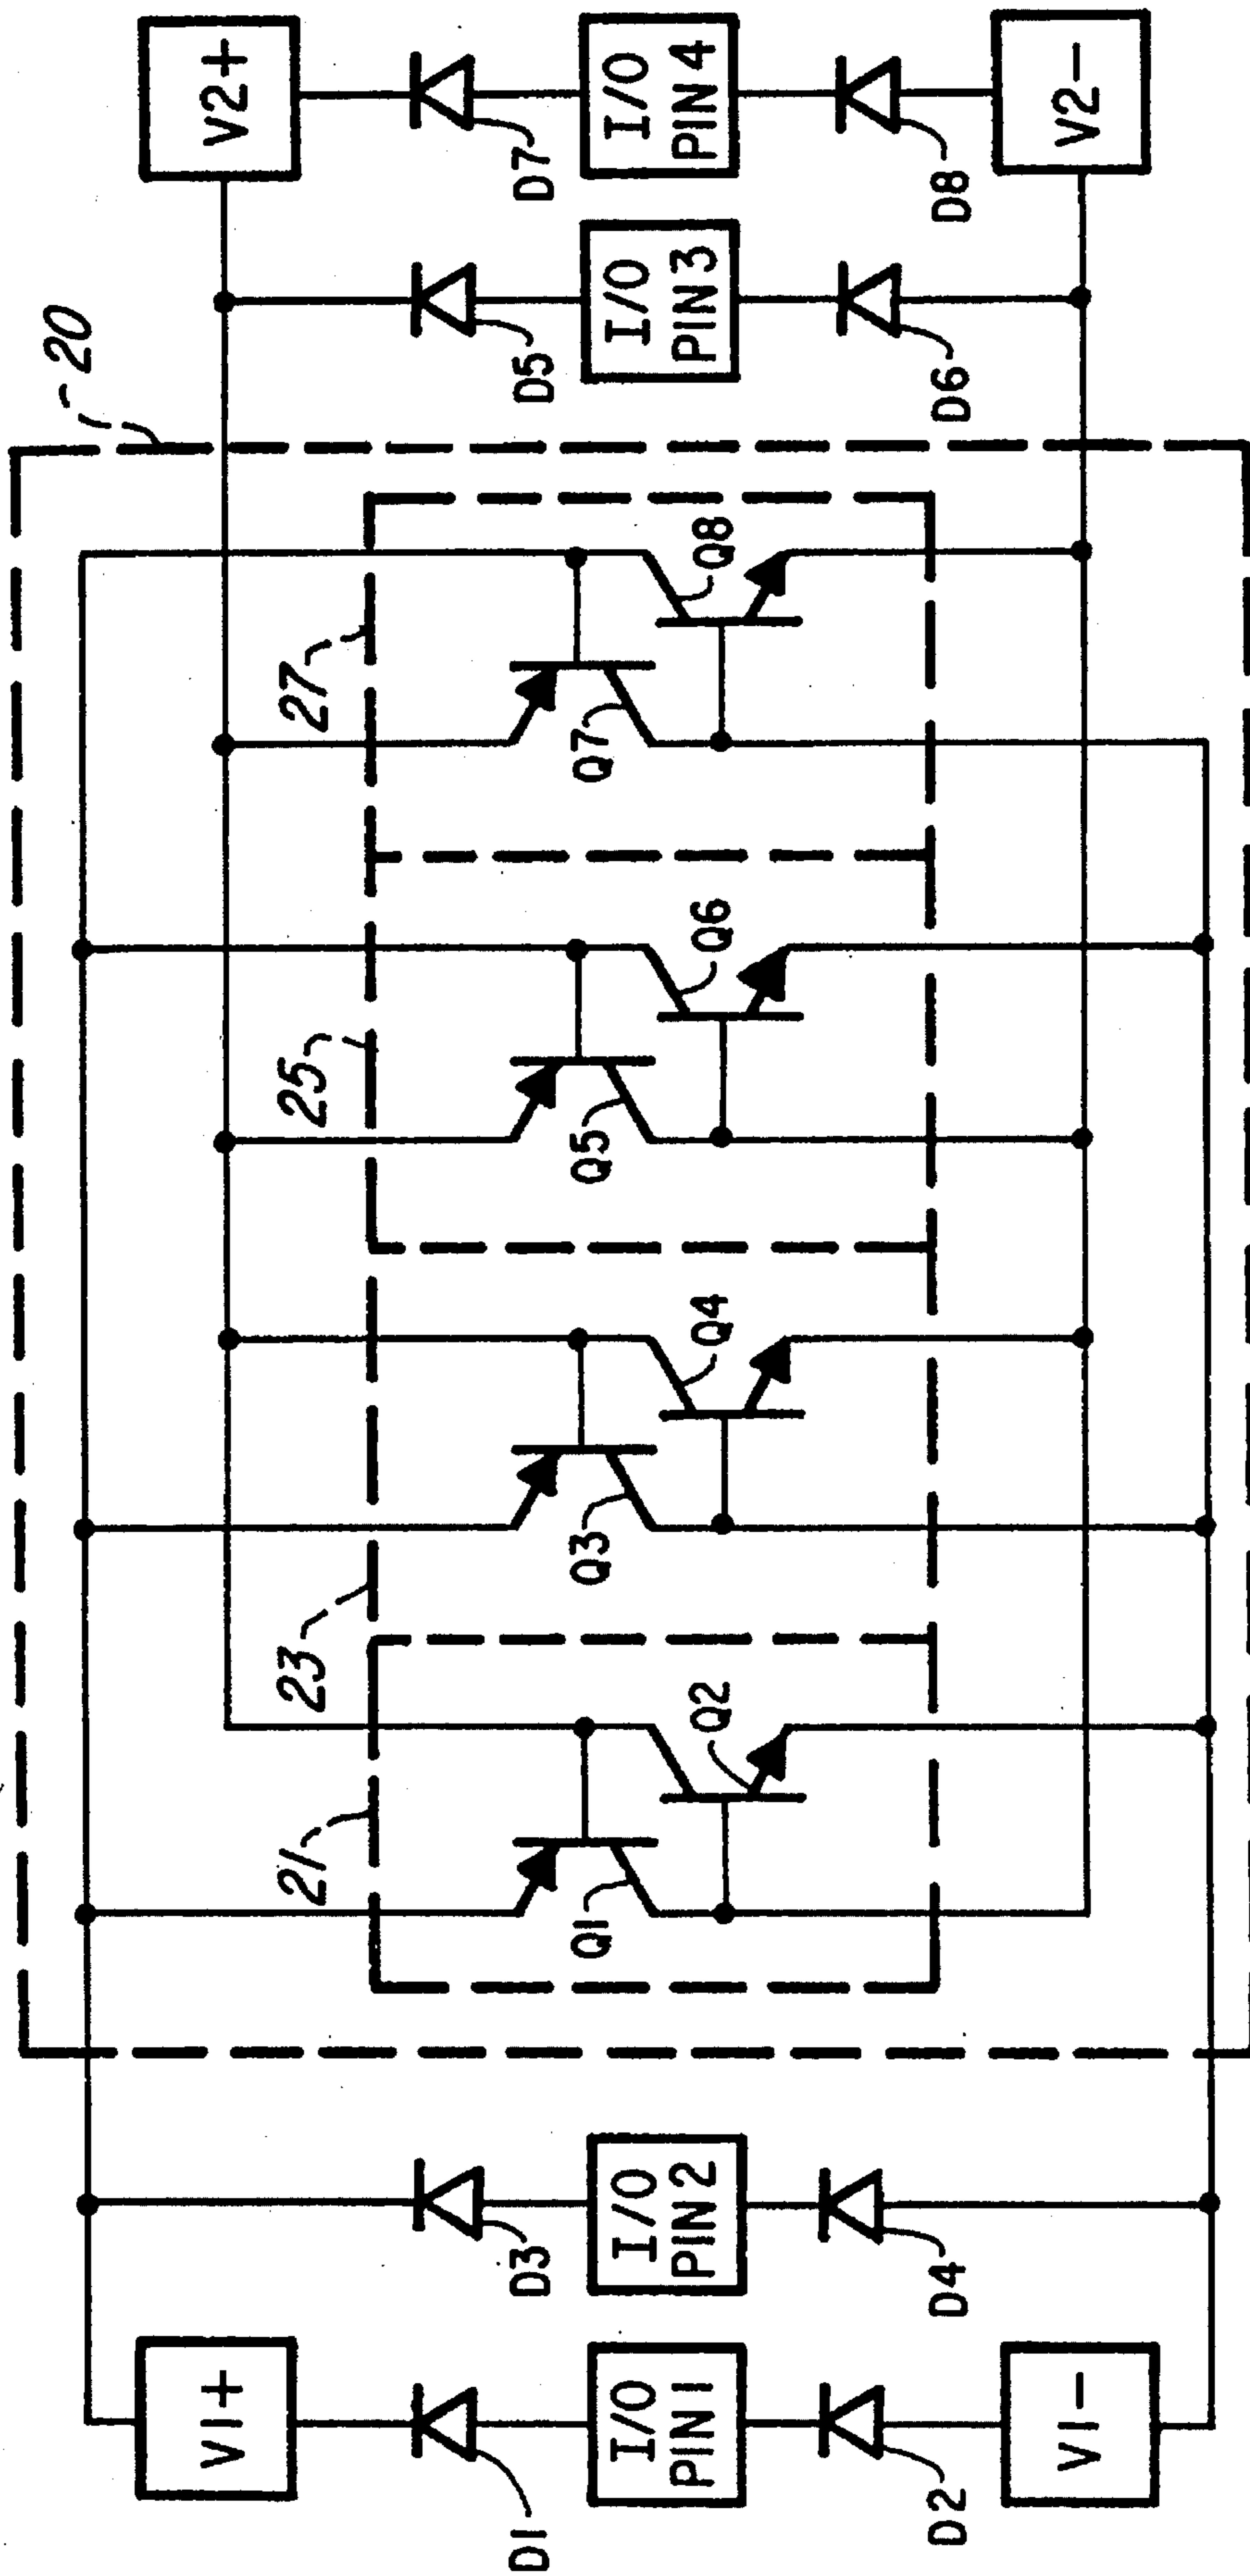 20
V1+
V2+
21
23
25
27
D1
D3
D5
D7
Q1
Q3
Q5
Q7
I/O
PIN 1
I/O
PIN 2
I/O
PIN 3
I/O
PIN 4
Q2
Q4
Q6
Q8
D2
D4
D6
D8
V1-
V2-